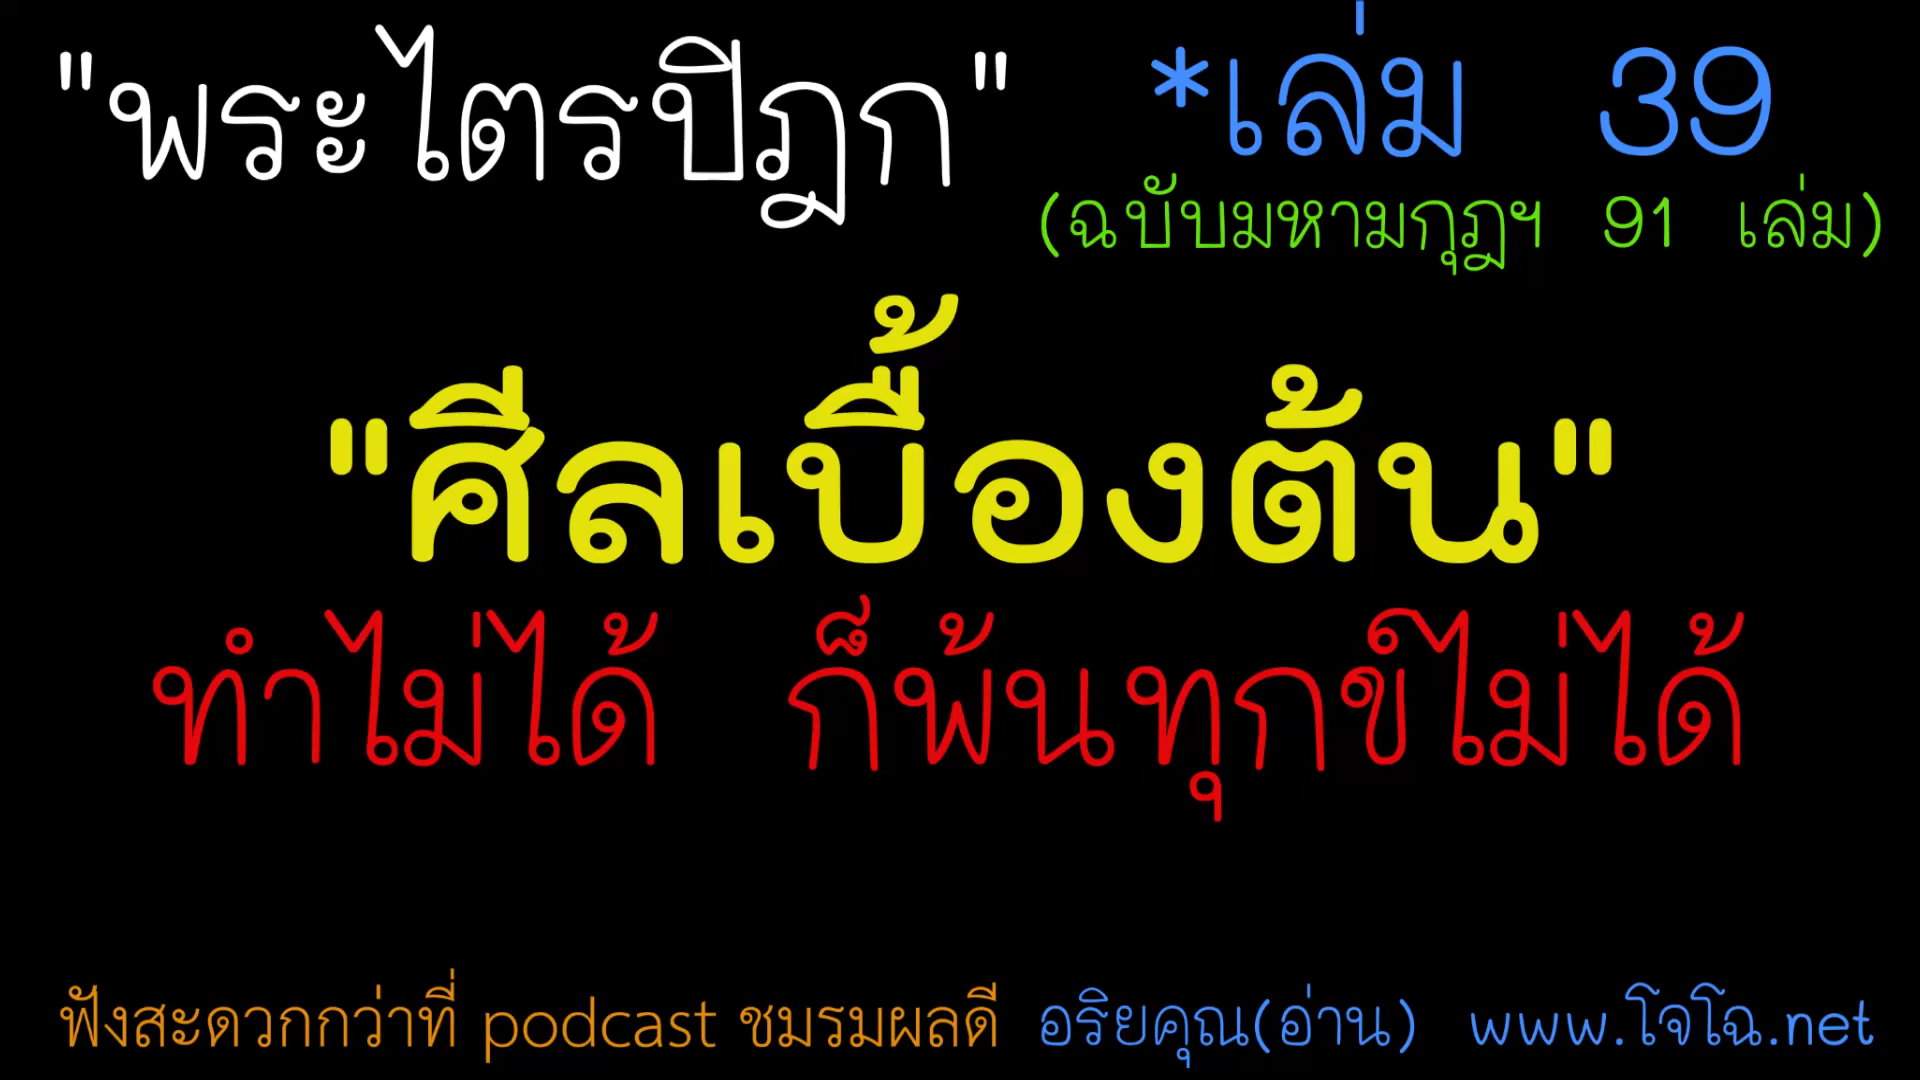 "พระไตรปิฎก" *เล่ม 39
(ฉบับมหามกุฏฯ 91 เล่ม)
"ศีลเบื้องต้น"
ทำไม่ได้ ก็พ้นทุกข์ไม่ได้
ฟังสะดวกกว่าที่ podcast ชมรมผลดี อริยคุณ(อ่าน) www.โจโฉ.net